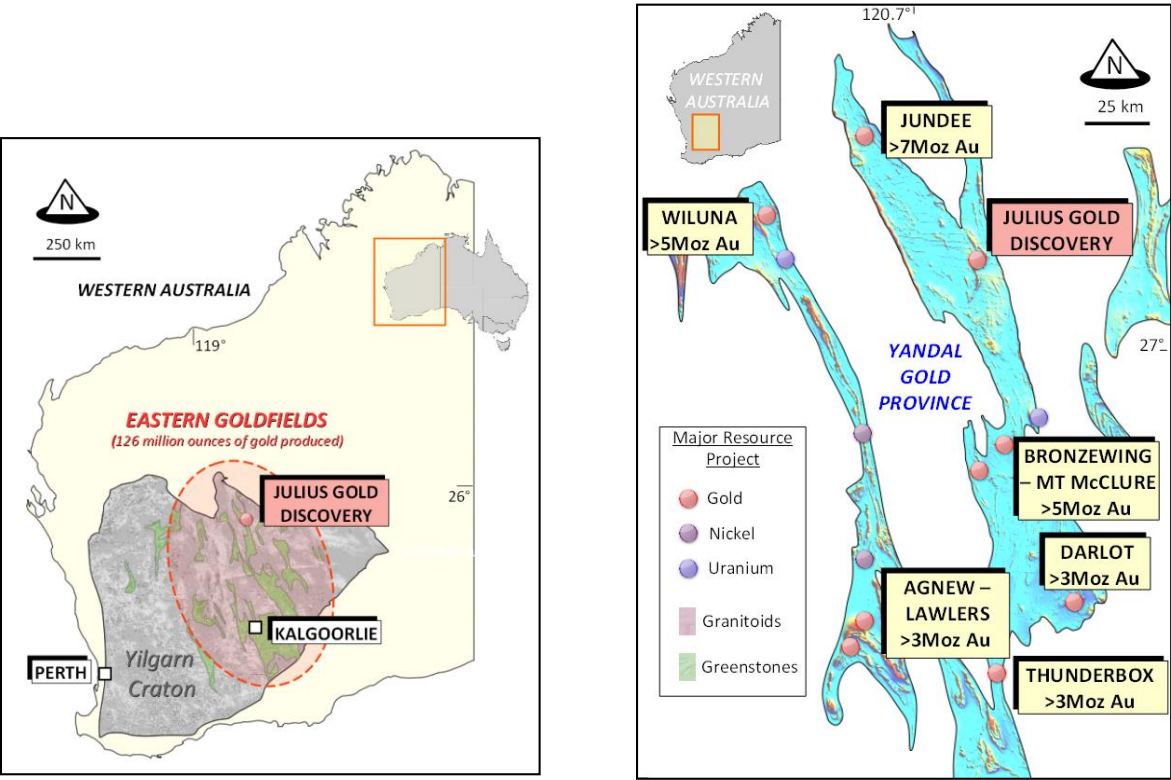 N
250 km
WESTERN AUSTRALIA
119°
EASTERN GOLDFIELDS
(126 million ounces of gold produced)
JULIUS GOLD
DISCOVERY
26°
KALGOORLIE
PERTH
Yilgarn
Craton
120.7°
WESTERN
AUSTRALIA
N
25 km
JUNDEE
>7Moz Au
WILUNA
>5Moz Au
JULIUS GOLD
DISCOVERY
27°
YANDAL
GOLD
PROVINCE
Major Resource
Project
Gold
Nickel
Uranium
Granitoids
Greenstones
BRONZEWING
– MT McCLURE
>5Moz Au
DARLOT
>3Moz Au
AGNEW –
LAWLERS
>3Moz Au
THUNDERBOX
>3Moz Au